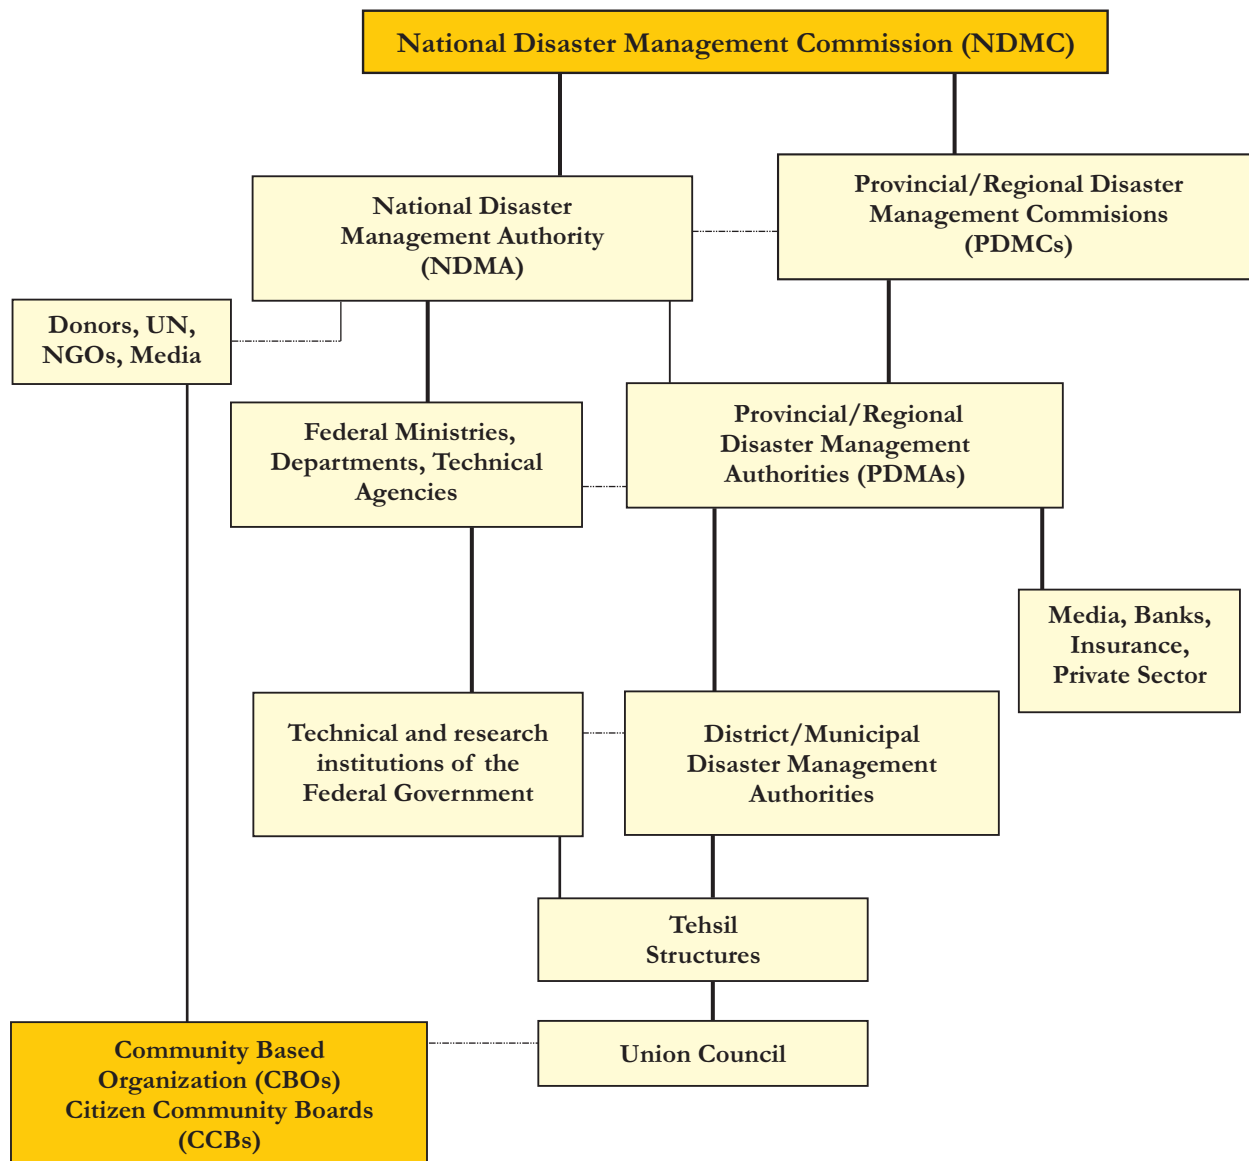 National Disaster Management Commission (NDMC)
National Disaster
Management Authority
(NDMA)
Provincial/Regional Disaster
Management Commisions
(PDMCs)
Donors, UN,
NGOs, Media
Federal Ministries,
Departments, Technical
Agencies
Provincial/Regional
Disaster Management
Authorities (PDMAs)
Media, Banks,
Insurance,
Private Sector
Technical and research
institutions of the
Federal Government
District/Municipal
Disaster Management
Authorities
Tehsil
Structures
Union Council
Community Based
Organization (CBOs)
Citizen Community Boards
(CCBs)